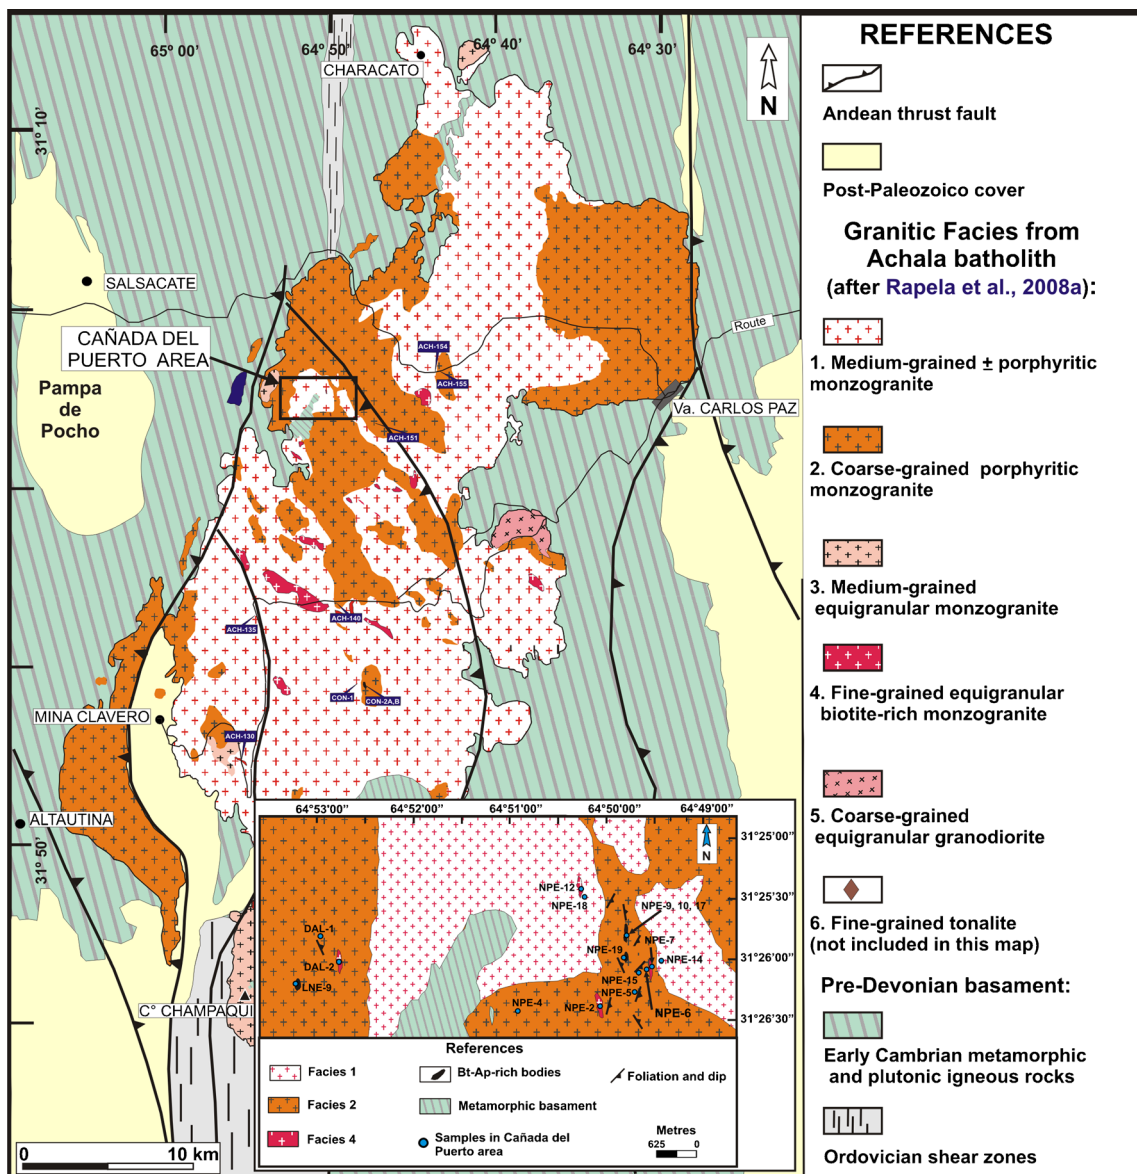 65º 00'
64º 50'
64º 40'
64º 30'
CHARACATO
N
31º 10'
SALSACATE
CAÑADA DEL
PUERTO AREA
Pampa
de
Pocho
ACH-154
ACH-155
ACH-151
Route
Va. CARLOS PAZ
ACH-135
ACH-140
CON-1
CON-2A,B
MINA CLAVERO
ACH-130
ALTAUTINA
31º 50'
Cº CHAMPAQUI
0
10 km
64º53'00''
64º52'00''
64º51'00''
64º50'00''
64º49'00''
31º25'00''
31º25'30''
31º26'00''
31º26'30''
N
NPE-12
NPE-18
NPE-9, 10, 17
DAL-1
NPE-7
NPE-19
NPE-14
DAL-2
NPE-15
LNE-9
NPE-5
NPE-4
NPE-2
NPE-6
References
Facies 1
Bt-Ap-rich bodies
Foliation and dip
Facies 2
Metamorphic basament
Facies 4
Samples in Cañada del
Puerto area
Metres
625
0
REFERENCES
Andean thrust fault
Post-Paleozoico cover
Granitic Facies from
Achala batholith
(after Rapela et al., 2008a):
1. Medium-grained ± porphyritic
monzogranite
2. Coarse-grained porphyritic
monzogranite
3. Medium-grained
equigranular monzogranite
4. Fine-grained equigranular
biotite-rich monzogranite
5. Coarse-grained
equigranular granodiorite
6. Fine-grained tonalite
(not included in this map)
Pre-Devonian basament:
Early Cambrian metamorphic
and plutonic igneous rocks
Ordovician shear zones